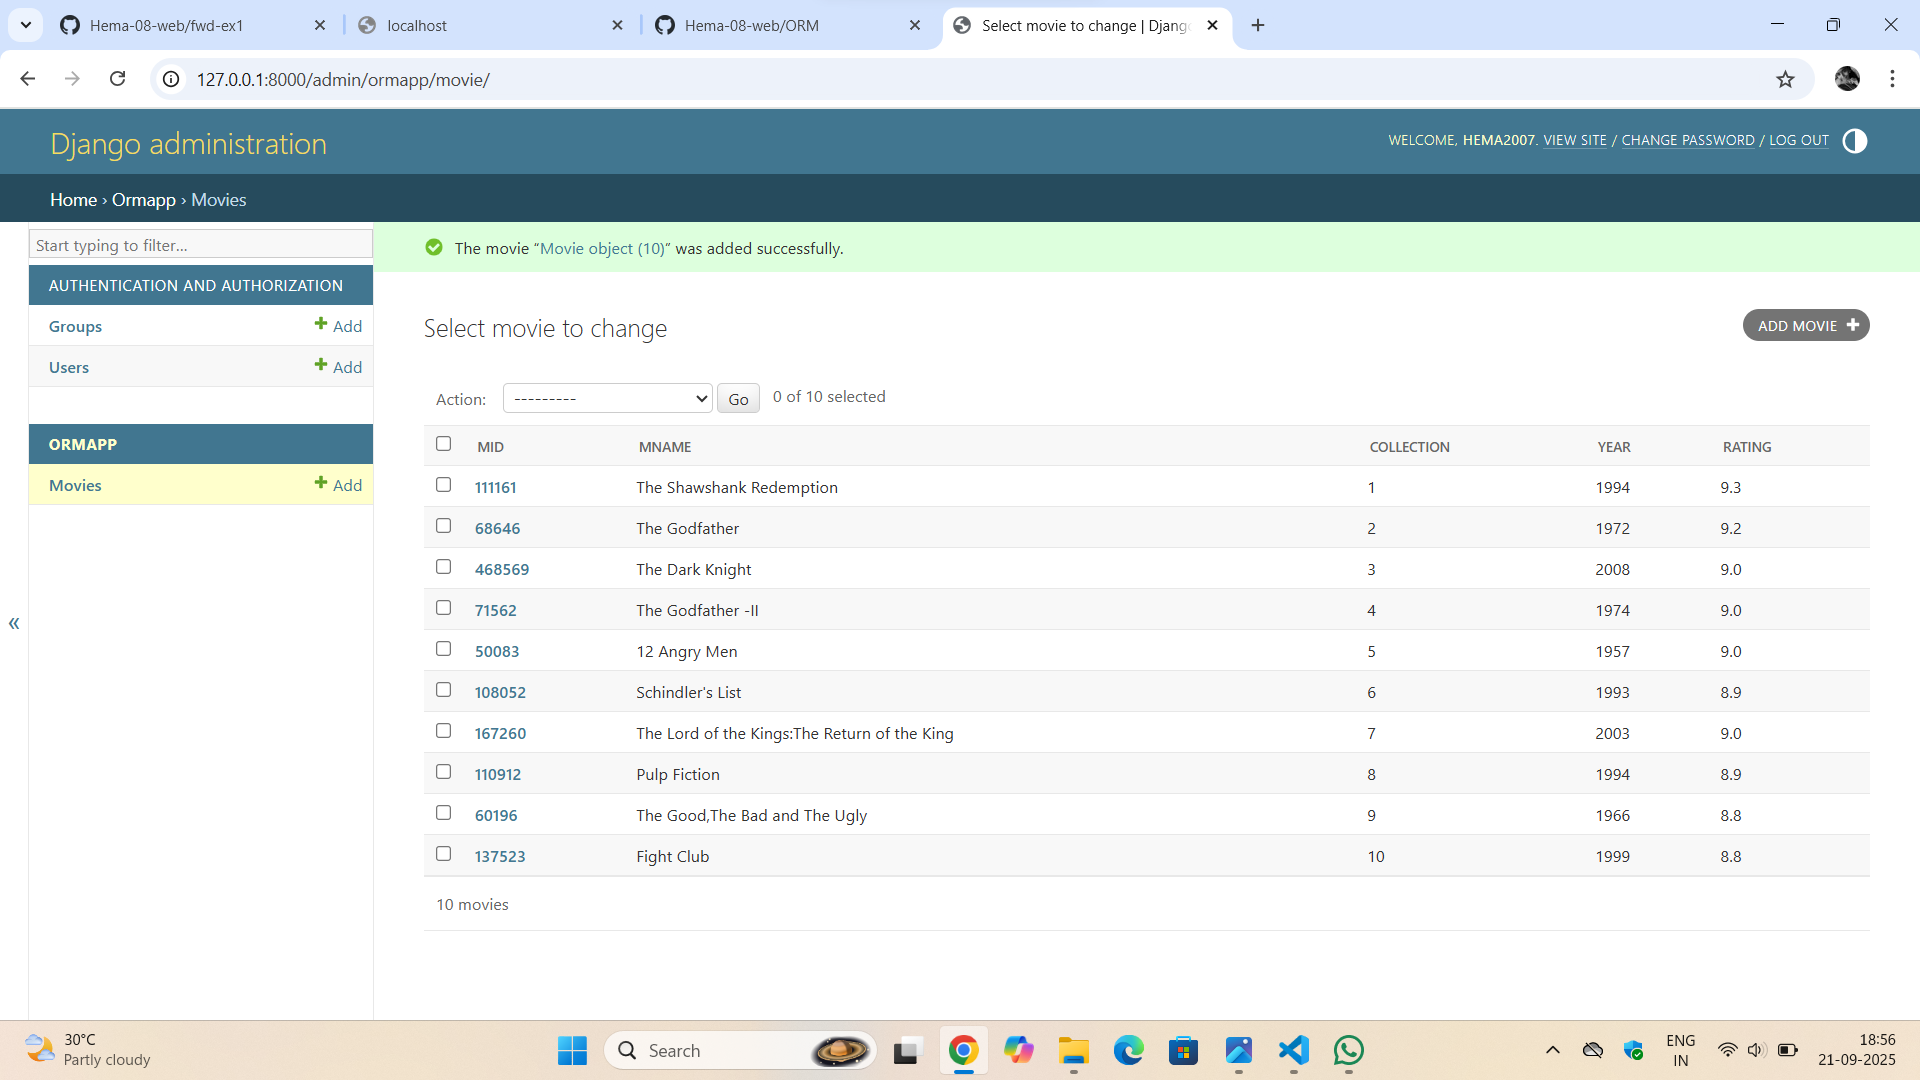 Hema-08-web/fwd-ex1
localhost
Hema-08-web/ORM
Select movie to change | Djang
127.0.0.1:8000/admin/ormapp/movie/
Django administration
WELCOME, HEMA2007. VIEW SITE / CHANGE PASSWORD / LOG OUT
Home › Ormapp › Movies
Start typing to filter...
AUTHENTICATION AND AUTHORIZATION
Groups Add
Users Add
ORMAPP
Movies Add
«
The movie “Movie object (10)” was added successfully.
Select movie to change
ADD MOVIE
Action: --------- Go 0 of 10 selected
MID MNAME COLLECTION YEAR RATING
111161 The Shawshank Redemption 1 1994 9.3
68646 The Godfather 2 1972 9.2
468569 The Dark Knight 3 2008 9.0
71562 The Godfather -II 4 1974 9.0
50083 12 Angry Men 5 1957 9.0
108052 Schindler's List 6 1993 8.9
167260 The Lord of the Kings:The Return of the King 7 2003 9.0
110912 Pulp Fiction 8 1994 8.9
60196 The Good,The Bad and The Ugly 9 1966 8.8
137523 Fight Club 10 1999 8.8
10 movies
30°C
Partly cloudy
Search
ENG
IN
18:56
21-09-2025